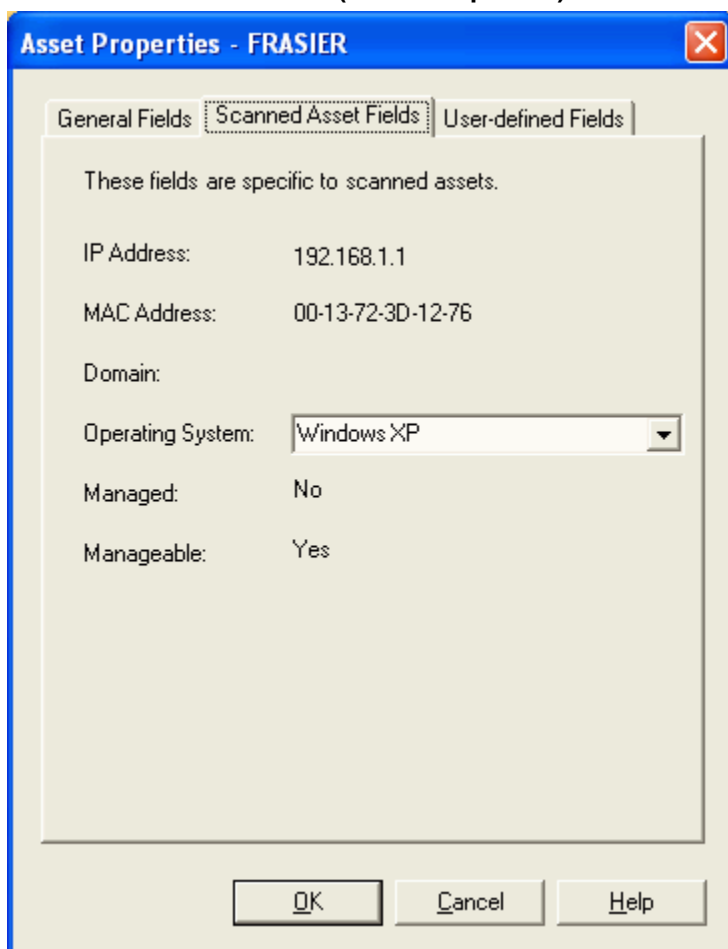 Asset Properties - FRASIER
General Fields Scanned Asset Fields User-defined Fields
These fields are specific to scanned assets.
IP Address: 192.168.1.1
MAC Address: 00-13-72-3D-12-76
Domain:
Operating System: Windows XP
Managed: No
Manageable: Yes
OK Cancel Help